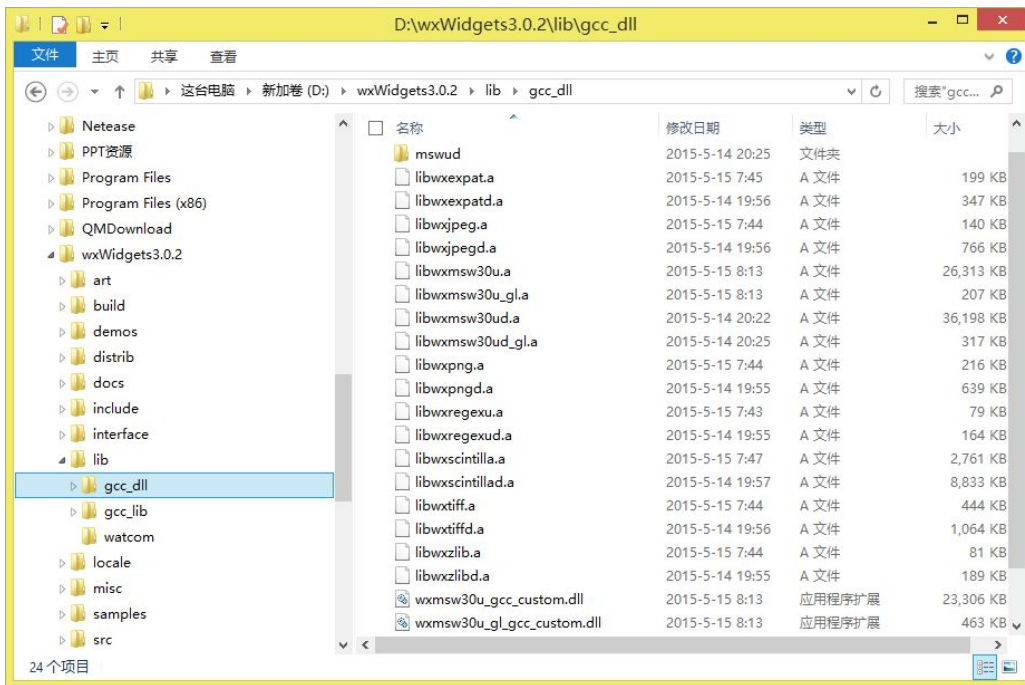 D:\wxWidgets3.0.2\lib\gcc_dll
文件 主页 共享 查看
这台电脑 新加卷 (D:) wxWidgets3.0.2 lib gcc_dll 搜索"gcc...
Netease
PPT资源
Program Files
Program Files (x86)
QMDownload
wxWidgets3.0.2
art
build
demos
distrib
docs
include
interface
lib
gcc_dll
gcc_lib
watcom
locale
misc
samples
src
名称 修改日期 类型 大小
mswud 2015-5-14 20:25 文件夹
libwxexpat.a 2015-5-15 7:45 A 文件 199 KB
libwxexpatd.a 2015-5-14 19:56 A 文件 347 KB
libwxjpeg.a 2015-5-15 7:44 A 文件 140 KB
libwxjpegd.a 2015-5-14 19:56 A 文件 766 KB
libwxmsw30u.a 2015-5-15 8:13 A 文件 26,313 KB
libwxmsw30u_gl.a 2015-5-15 8:13 A 文件 207 KB
libwxmsw30ud.a 2015-5-14 20:22 A 文件 36,198 KB
libwxmsw30ud_gl.a 2015-5-14 20:25 A 文件 317 KB
libwxpng.a 2015-5-15 7:44 A 文件 216 KB
libwxpngd.a 2015-5-14 19:55 A 文件 639 KB
libwxregexu.a 2015-5-15 7:43 A 文件 79 KB
libwxregexud.a 2015-5-14 19:55 A 文件 164 KB
libwxscintilla.a 2015-5-15 7:47 A 文件 2,761 KB
libwxscintillad.a 2015-5-14 19:57 A 文件 8,833 KB
libwxtiff.a 2015-5-15 7:44 A 文件 444 KB
libwxtiffd.a 2015-5-14 19:56 A 文件 1,064 KB
libwxzlib.a 2015-5-15 7:44 A 文件 81 KB
libwxzlibd.a 2015-5-14 19:55 A 文件 189 KB
wxmsw30u_gcc_custom.dll 2015-5-15 8:13 应用程序扩展 23,306 KB
wxmsw30u_gl_gcc_custom.dll 2015-5-15 8:13 应用程序扩展 463 KB
24 个项目